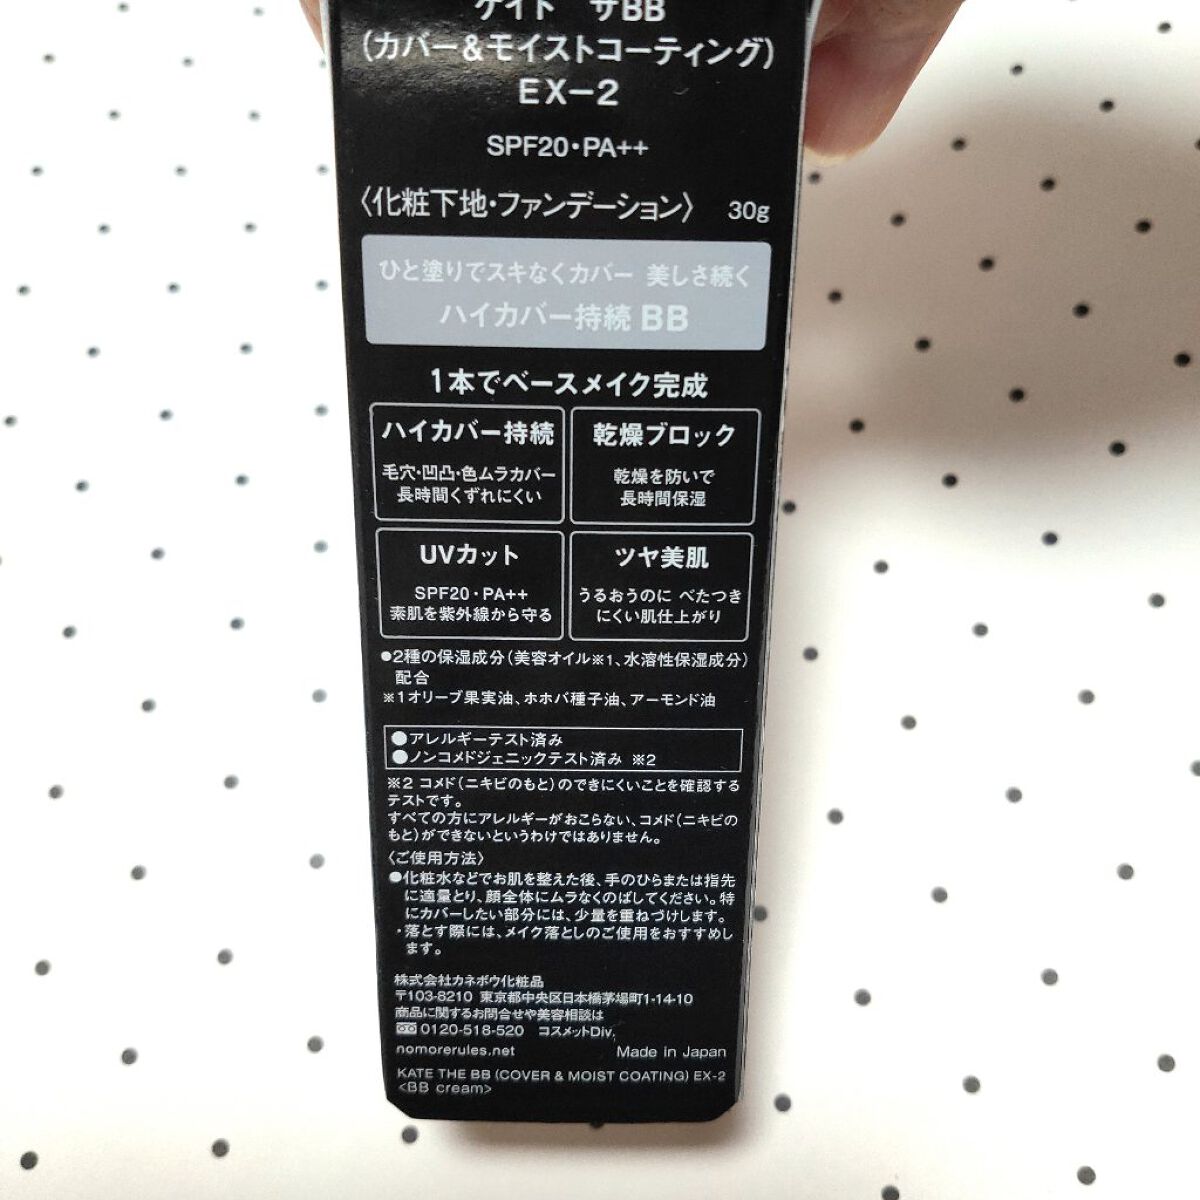 ケイト ザBB
(カバー&モイストコーティング)
EX-2
SPF20・PA++
〈化粧下地・ファンデーション〉 30g
ひと塗りでスキなくカバー 美しさ続く
ハイカバー持続 BB
1本でベースメイク完成
ハイカバー持続
毛穴・凹凸・色ムラカバー
長時間くずれにくい
乾燥ブロック
乾燥を防いで
長時間保湿
UVカット
SPF20・PA++
素肌を紫外線から守る
ツヤ美肌
うるおうのに べたつき
にくい肌仕上がり
●2種の保湿成分(美容オイル※1、水溶性保湿成分)
配合
※1オリーブ果実油、ホホバ種子油、アーモンド油
●アレルギーテスト済み
●ノンコメドジェニックテスト済み ※2
※2 コメド(ニキビのもと)のできにくいことを確認する
テストです。
すべての方にアレルギーがおこらない、コメド(ニキビの
もと)ができないというわけではありません。
〈ご使用方法〉
●化粧水などでお肌を整えた後、手のひらまたは指先
に適量とり、顔全体にムラなくのばしてください。特
にカバーしたい部分には、少量を重ねづけします。
・落とす際には、メイク落としのご使用をおすすめし
ます。
株式会社カネボウ化粧品
〒103-8210 東京都中央区日本橋茅場町1-14-10
商品に関するお問合せや美容相談は
0120-518-520 コスメットDiv.
nomorerules.net Made in Japan
KATE THE BB (COVER & MOIST COATING) EX-2
<BB cream>